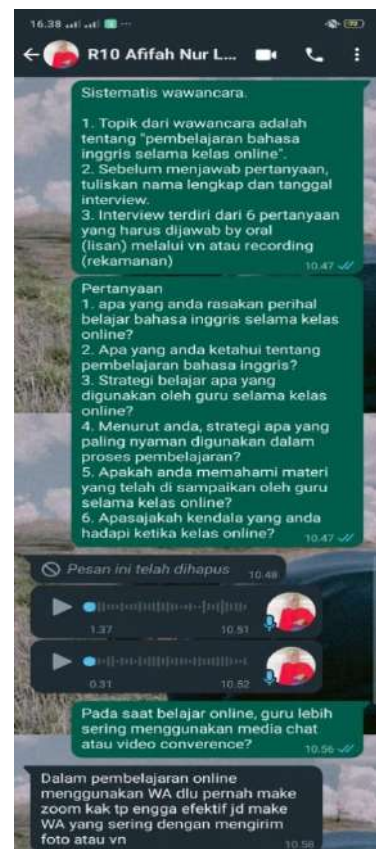 16.38
72
R10 Afifah Nur L...
Sistematis wawancara.
1. Topik dari wawancara adalah
tentang "pembelajaran bahasa
inggris selama kelas online".
2. Sebelum menjawab pertanyaan,
tuliskan nama lengkap dan tanggal
interview.
3. Interview terdiri dari 6 pertanyaan
yang harus dijawab by oral
(lisan) melalui vn atau recording
(rekamanan)
10.47
Pertanyaan
1. apa yang anda rasakan perihal
belajar bahasa inggris selama kelas
online?
2. Apa yang anda ketahui tentang
pembelajaran bahasa inggris?
3. Strategi belajar apa yang
digunakan oleh guru selama kelas
online?
4. Menurut anda, strategi apa yang
paling nyaman digunakan dalam
proses pembelajaran?
5. Apakah anda memahami materi
yang telah di sampaikan oleh guru
selama kelas online?
6. Apasajakah kendala yang anda
hadapi ketika kelas online?
10.47
Pesan ini telah dihapus 10.48
1.37 10.51
0.31 10.52
Pada saat belajar online, guru lebih
sering menggunakan media chat
atau video converence?
10.56
Dalam pembelajaran online
menggunakan WA dlu pernah make
zoom kak tp engga efektif jd make
WA yang sering dengan mengirim
foto atau vn
10.58